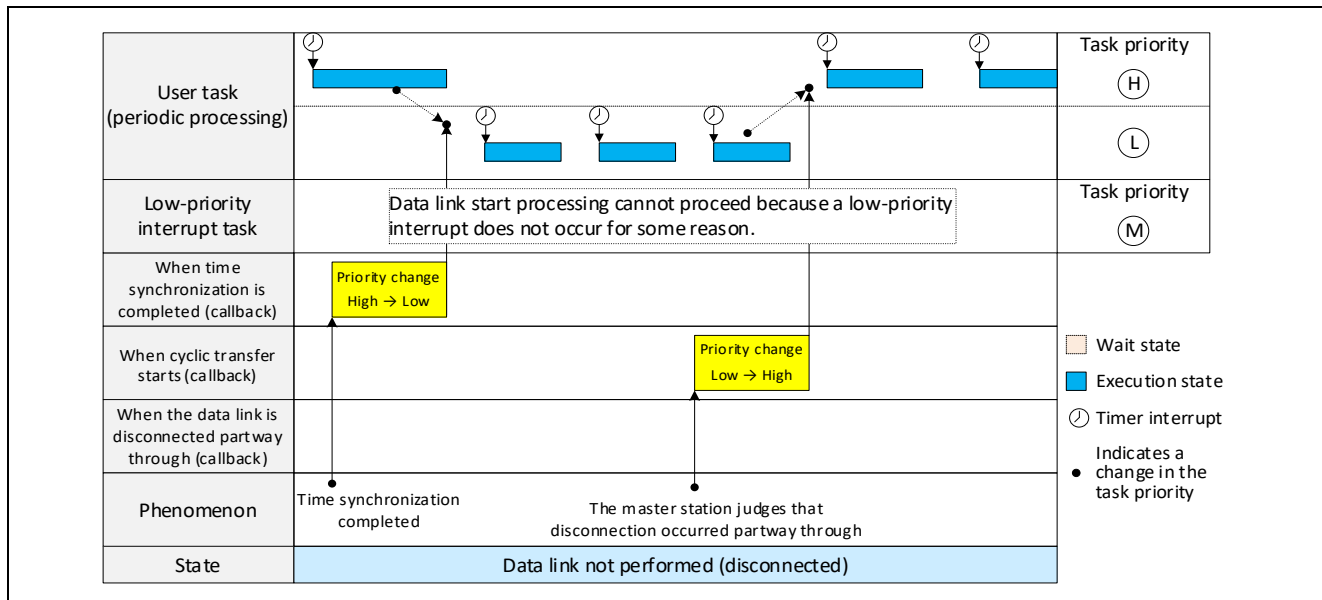 User task
(periodic processing)
Task priority
H
L
Low-priority
interrupt task
Data link start processing cannot proceed because a low-priority
interrupt does not occur for some reason.
Task priority
M
When time
synchronization is
completed (callback)
Priority change
High → Low
When cyclic transfer
starts (callback)
Priority change
Low → High
When the data link is
disconnected partway
through (callback)
Wait state
Execution state
Timer interrupt
Indicates a
change in the
task priority
Phenomenon
Time synchronization
completed
The master station judges that
disconnection occurred partway through
State
Data link not performed (disconnected)